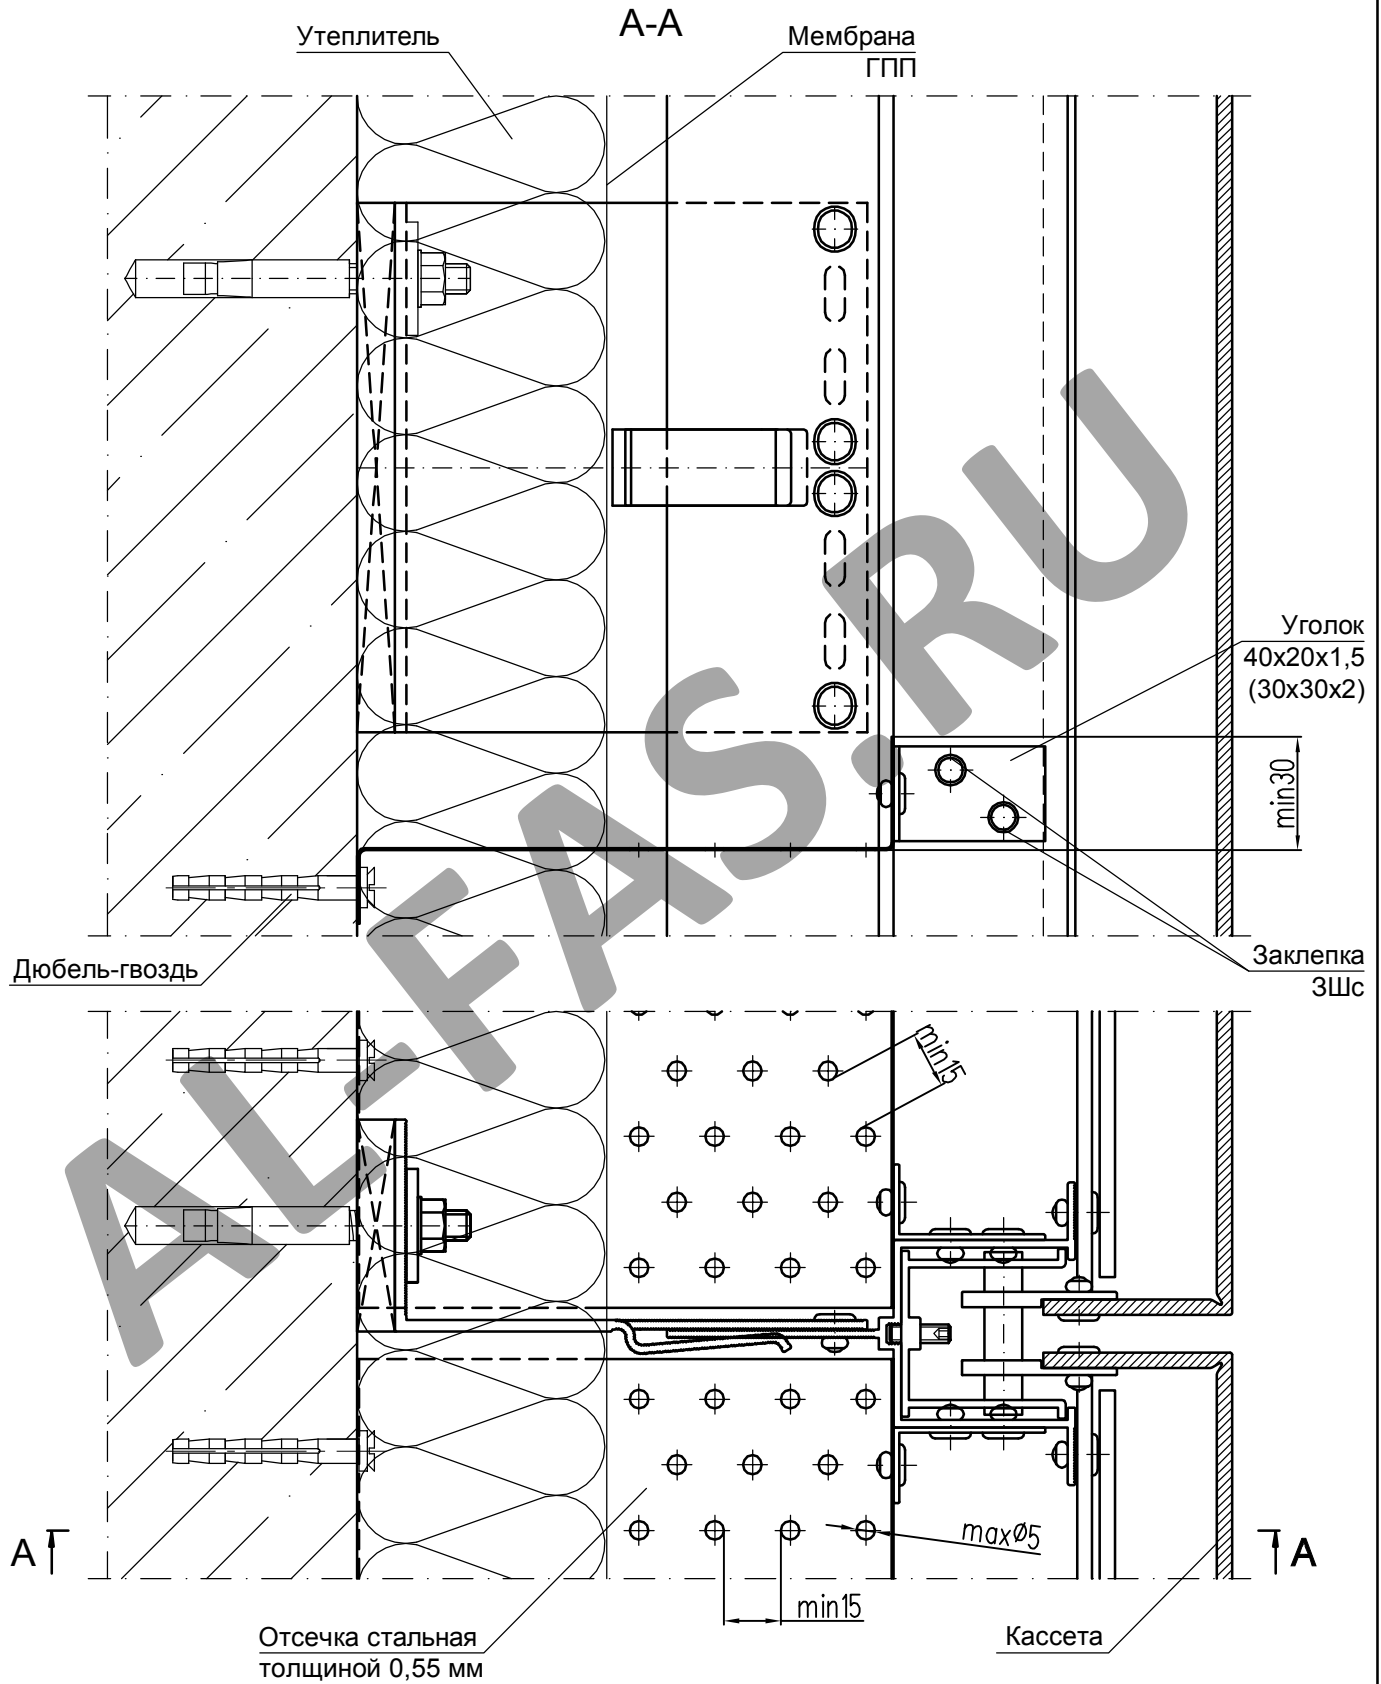 А-А
Утеплитель
Мембрана
ГПП
Уголок
40х20х1,5
(30х30х2)
min30
Дюбель-гвоздь
Заклепка
ЗШс
min15
max⌀5
А
А
min15
Отсечка стальная
толщиной 0,55 мм
Кассета
AL-FAS.RU